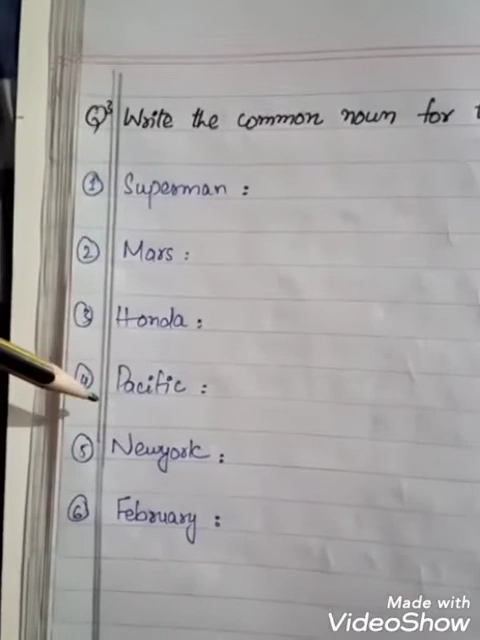 Q3 Write the common noun for t
① Superman :
② Mars :
③ Honda :
④ Pacific :
⑤ Newyork :
⑥ February :
Made with
VideoShow